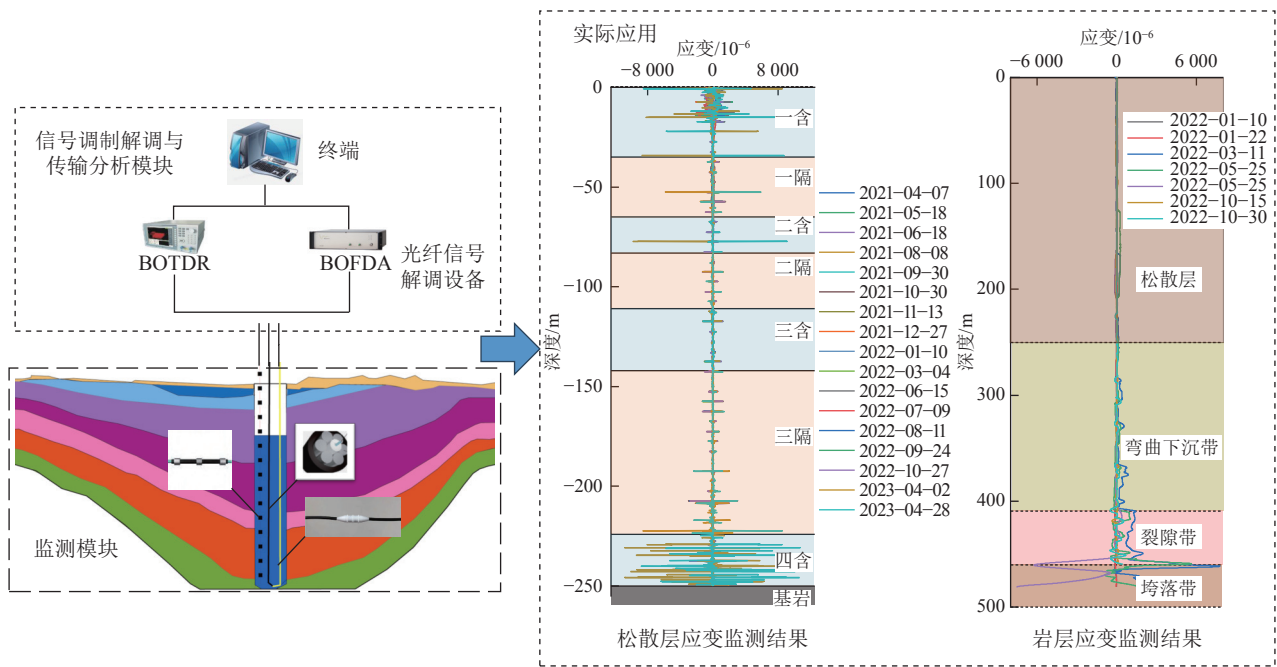 信号调制解调与
传输分析模块
终端
BOTDR
BOFDA
光纤信号
解调设备
监测模块
实际应用
应变/10⁻⁶
−8 000
0
8 000
0
−50
−100
−150
−200
−250
深度/m
一含
一隔
二含
二隔
三含
三隔
四含
基岩
2021−04−07
2021−05−18
2021−06−18
2021−08−08
2021−09−30
2021−10−30
2021−11−13
2021−12−27
2022−01−10
2022−03−04
2022−06−15
2022−07−09
2022−08−11
2022−09−24
2022−10−27
2023−04−02
2023−04−28
松散层应变监测结果
应变/10⁻⁶
−6 000
0
6 000
0
100
200
300
400
500
深度/m
2022−01−10
2022−01−22
2022−03−11
2022−05−25
2022−05−25
2022−10−15
2022−10−30
松散层
弯曲下沉带
裂隙带
垮落带
岩层应变监测结果